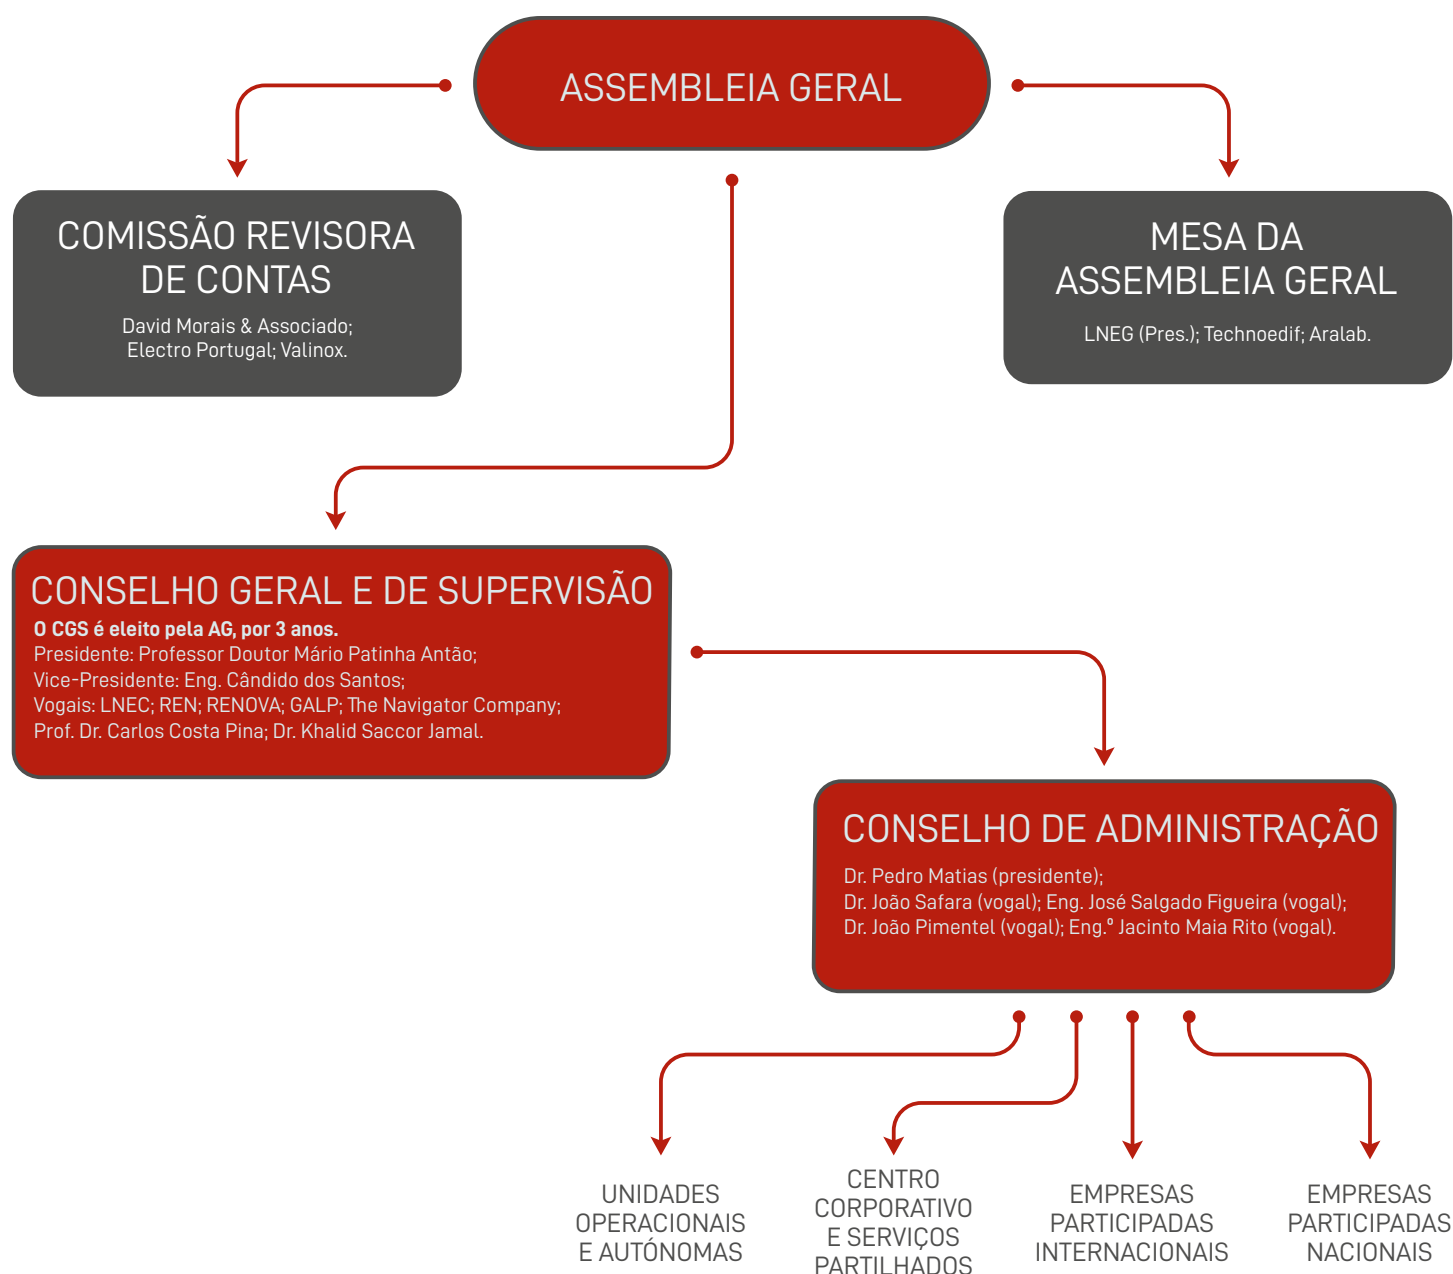 ASSEMBLEIA GERAL
COMISSÃO REVISORA
DE CONTAS
David Morais & Associado;
Electro Portugal; Valinox.
MESA DA
ASSEMBLEIA GERAL
LNEG (Pres.); Technoedif; Aralab.
CONSELHO GERAL E DE SUPERVISÃO
O CGS é eleito pela AG, por 3 anos.
Presidente: Professor Doutor Mário Patinha Antão;
Vice-Presidente: Eng. Cândido dos Santos;
Vogais: LNEC; REN; RENOVA; GALP; The Navigator Company;
Prof. Dr. Carlos Costa Pina; Dr. Khalid Saccor Jamal.
CONSELHO DE ADMINISTRAÇÃO
Dr. Pedro Matias (presidente);
Dr. João Safara (vogal); Eng. José Salgado Figueira (vogal);
Dr. João Pimentel (vogal); Eng.º Jacinto Maia Rito (vogal).
UNIDADES
OPERACIONAIS
E AUTÓNOMAS
CENTRO
CORPORATIVO
E SERVIÇOS
PARTILHADOS
EMPRESAS
PARTICIPADAS
INTERNACIONAIS
EMPRESAS
PARTICIPADAS
NACIONAIS